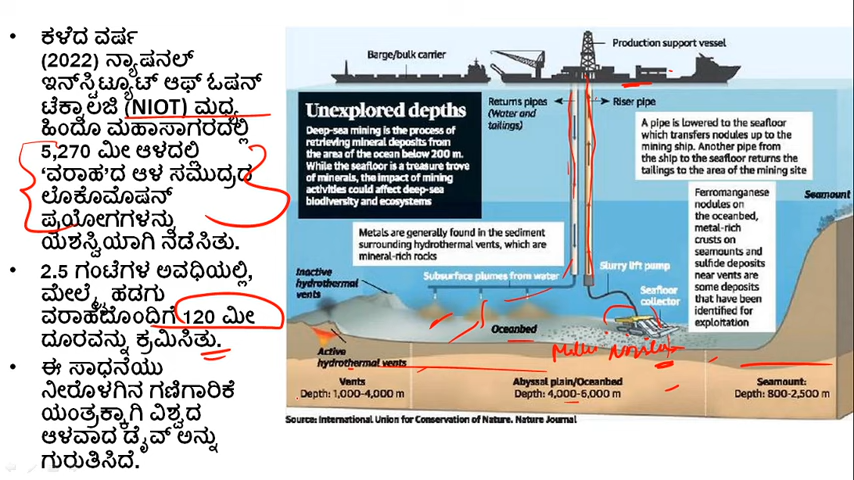 • ಕಳೆದ ವರ್ಷ
(2022) ನ್ಯಾಷನಲ್
ಇನ್‌ಸ್ಟಿಟ್ಯೂಟ್ ಆಫ್ ಓಷನ್
ಟೆಕ್ನಾಲಜಿ (NIOT) ಮಧ್ಯ
ಹಿಂದೂ ಮಹಾಸಾಗರದಲ್ಲಿ
5,270 ಮೀ ಆಳದಲ್ಲಿ
‘ವರಾಹ’ದ ಆಳ ಸಮುದ್ರದ
ಲೊಕೊಮೊಷನ್
ಪ್ರಯೋಗಗಳನ್ನು
ಯಶಸ್ವಿಯಾಗಿ ನಡೆಸಿತು.
• 2.5 ಗಂಟೆಗಳ ಅವಧಿಯಲ್ಲಿ,
ಮೇಲ್ಮೈ ಹಡಗು
ವರಾಹದೊಂದಿಗೆ 120 ಮೀ
ದೂರವನ್ನು ಕ್ರಮಿಸಿತು.
• ಈ ಸಾಧನೆಯು
ನೀರೊಳಗಿನ ಗಣಿಗಾರಿಕೆ
ಯಂತ್ರಕ್ಕಾಗಿ ವಿಶ್ವದ
ಆಳವಾದ ಡೈವ್ ಅನ್ನು
ಗುರುತಿಸಿದೆ.
Barge/bulk carrier
Production support vessel
Unexplored depths
Deep-sea mining is the process of
retrieving mineral deposits from
the area of the ocean below 200 m.
While the seafloor is a treasure trove
of minerals, the impact of mining
activities could affect deep-sea
biodiversity and ecosystems
Returns pipes
(Water and
tailings)
Riser pipe
A pipe is lowered to the seafloor
which transfers nodules up to the
mining ship. Another pipe from
the ship to the seafloor returns the
tailings to the area of the mining site
Seamount
Ferromanganese
nodules on
the oceanbed,
metal-rich
crusts on
seamounts and
sulfide deposits
near vents are
some deposits
that have been
identified for
exploitation
Metals are generally found in the sediment
surrounding hydrothermal vents, which are
mineral-rich rocks
Inactive
hydrothermal
vents
Subsurface plumes from water
Slurry lift pump
Seafloor
collector
Oceanbed
Active
hydrothermal vents
Vents
Depth: 1,000-4,000 m
Abyssal plain/Oceanbed
Depth: 4,000-6,000 m
Seamount:
Depth: 800-2,500 m
Source: International Union for Conservation of Nature. Nature Journal